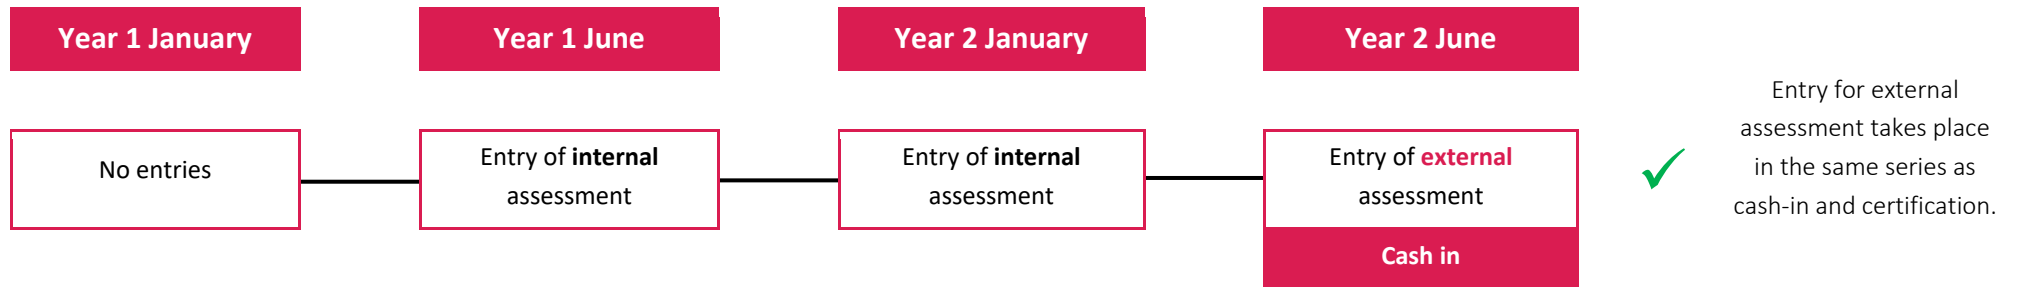 Year 1 January
Year 1 June
Year 2 January
Year 2 June
No entries
Entry of internal
assessment
Entry of internal
assessment
Entry of external
assessment
Cash in
Entry for external
assessment takes place
in the same series as
cash-in and certification.